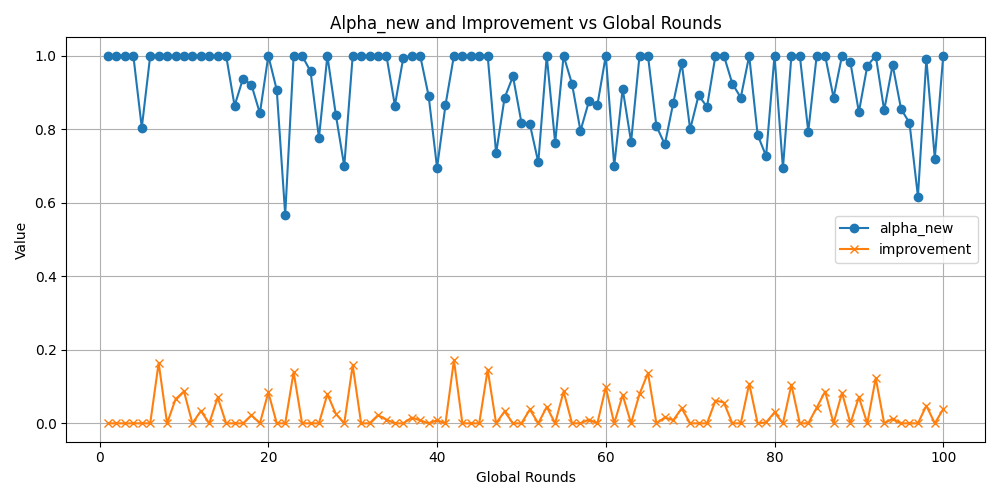 Alpha_new and Improvement vs Global Rounds
Value
1.0
0.8
0.6
0.4
0.2
0.0
alpha_new
improvement
0 20 40 60 80 100
Global Rounds